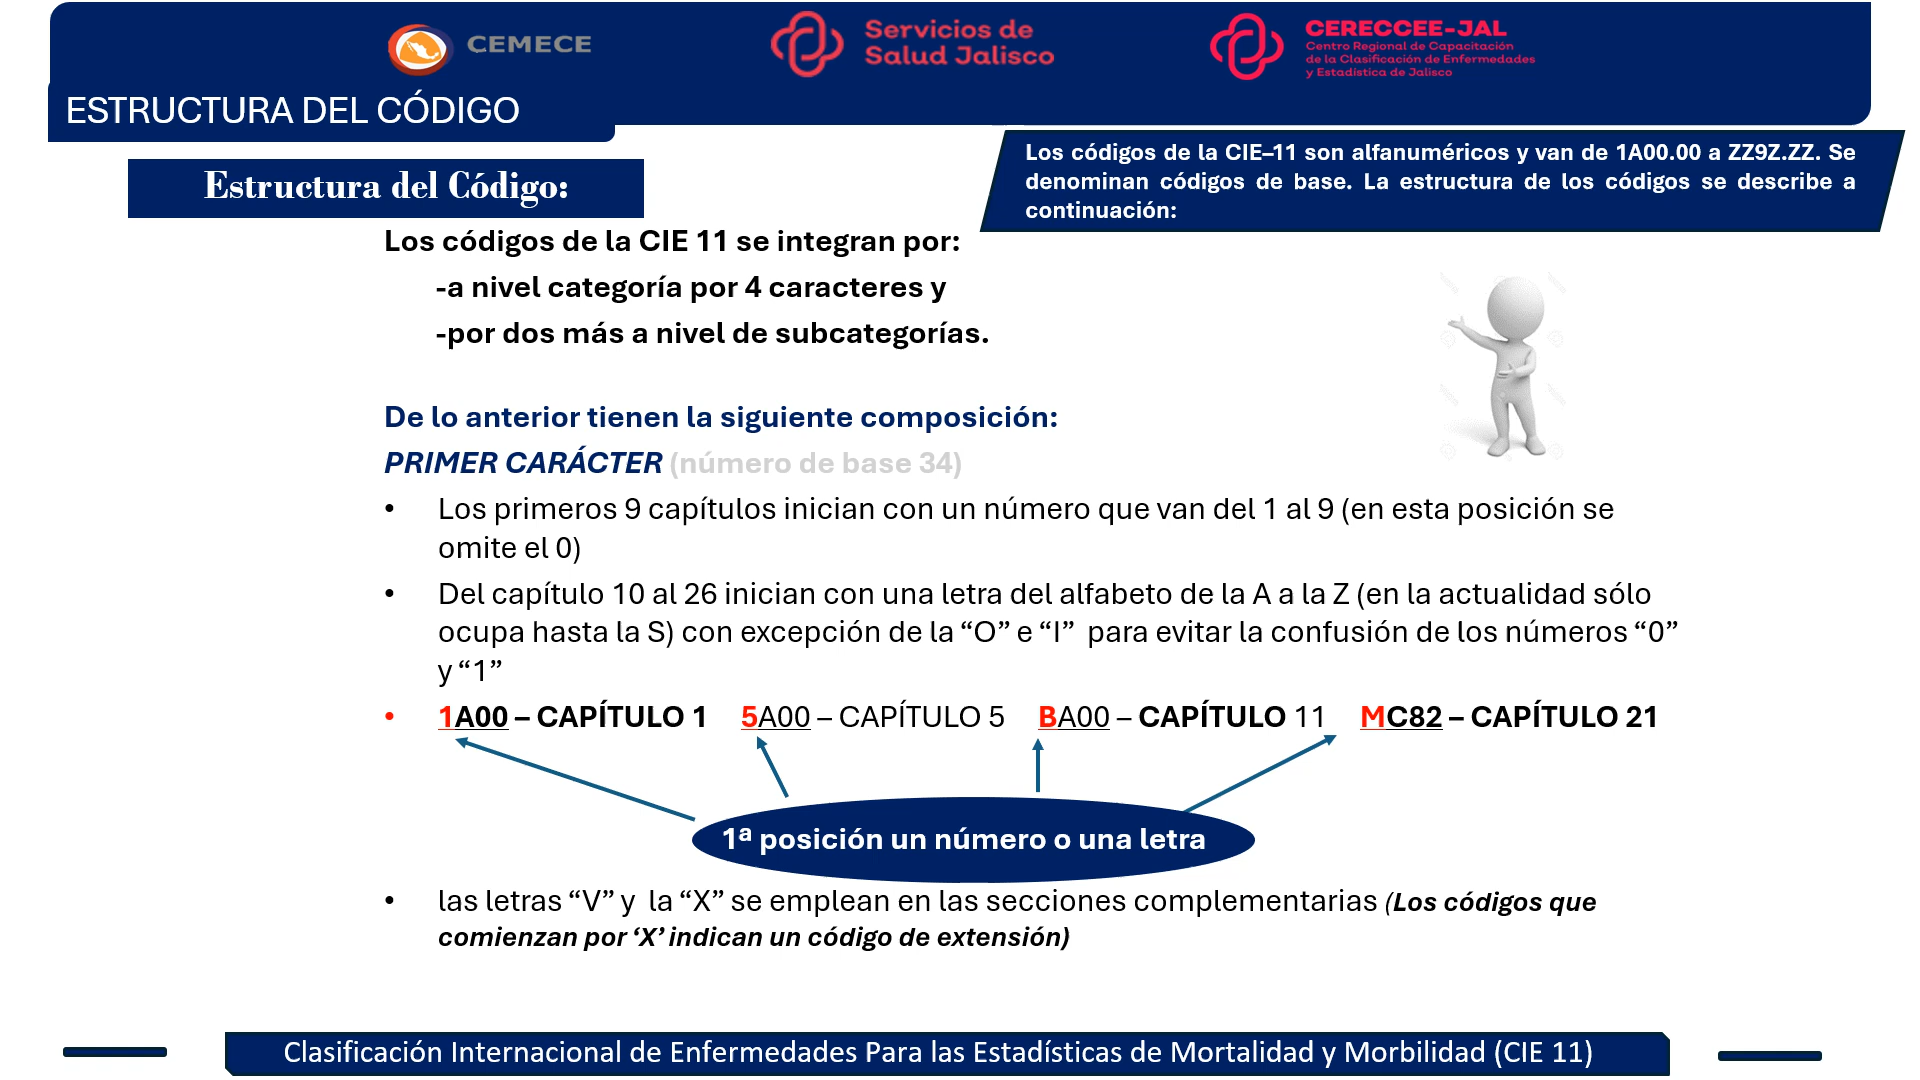 CEMECE
Servicios de
Salud Jalisco
CERECCEE-JAL
Centro Regional de Capacitación
de la Clasificación de Enfermedades
y Estadística de Jalisco
ESTRUCTURA DEL CÓDIGO
Los códigos de la CIE–11 son alfanuméricos y van de 1A00.00 a ZZ9Z.ZZ. Se
denominan códigos de base. La estructura de los códigos se describe a
continuación:
Estructura del Código:
Los códigos de la CIE 11 se integran por:
-a nivel categoría por 4 caracteres y
-por dos más a nivel de subcategorías.
De lo anterior tienen la siguiente composición:
PRIMER CARÁCTER (número de base 34)
• Los primeros 9 capítulos inician con un número que van del 1 al 9 (en esta posición se
omite el 0)
• Del capítulo 10 al 26 inician con una letra del alfabeto de la A a la Z (en la actualidad sólo
ocupa hasta la S) con excepción de la “O” e “I” para evitar la confusión de los números “0”
y “1”
• 1A00 – CAPÍTULO 1 5A00 – CAPÍTULO 5 BA00 – CAPÍTULO 11 MC82 – CAPÍTULO 21
1ª posición un número o una letra
• las letras “V” y la “X” se emplean en las secciones complementarias (Los códigos que
comienzan por ‘X’ indican un código de extensión)
Clasificación Internacional de Enfermedades Para las Estadísticas de Mortalidad y Morbilidad (CIE 11)